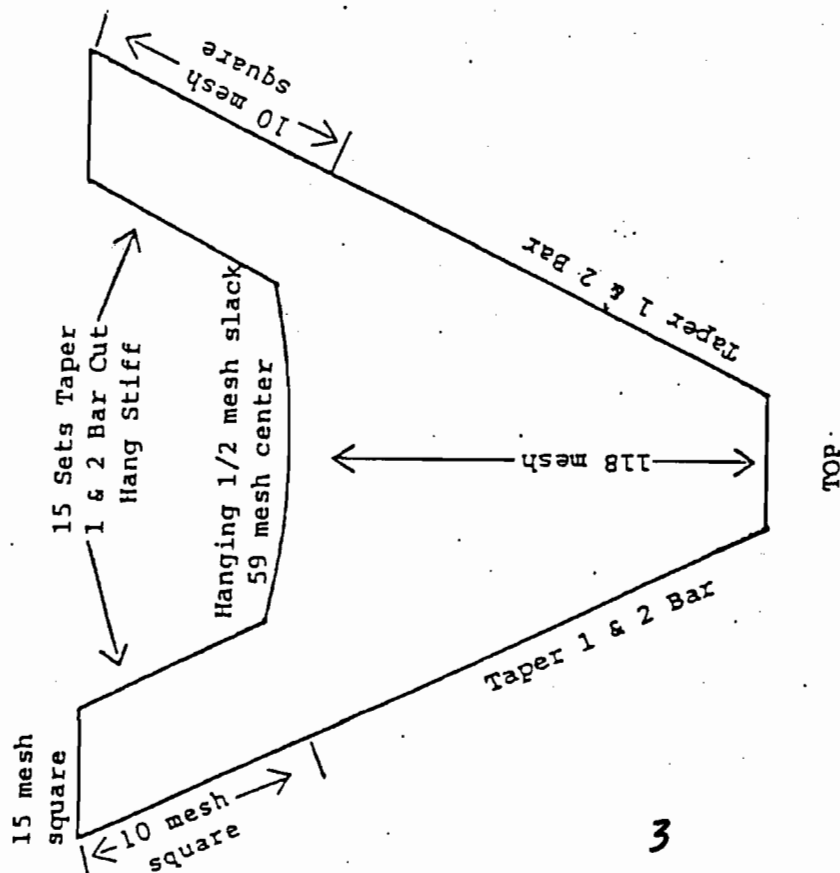 10 mesh
square
15 Sets Taper
1 & 2 Bar Cut
Hang Stiff
Hanging 1/2 mesh slack
59 mesh center
Taper 1 & 2 Bar
118 mesh
TOP
15 mesh
square
10 mesh
square
Taper 1 & 2 Bar
3